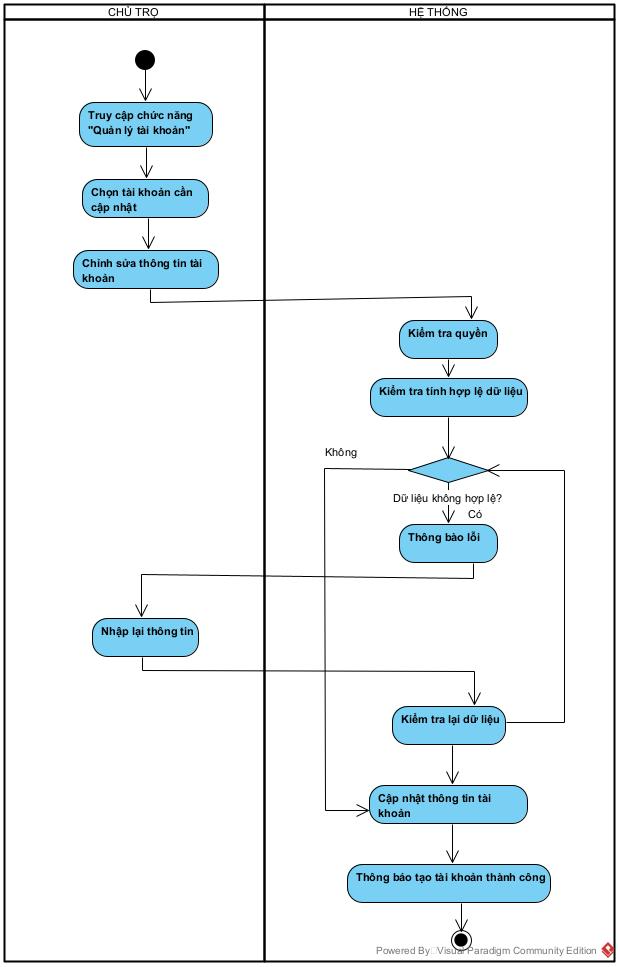 CHỦ TRỌ
HỆ THỐNG
Truy cập chức năng
"Quản lý tài khoản"
Chọn tài khoản cần
cập nhật
Chỉnh sửa thông tin tài
khoản
Kiểm tra quyền
Kiểm tra tính hợp lệ dữ liệu
Không
Dữ liệu không hợp lệ?
Có
Thông bào lỗi
Nhập lại thông tin
Kiểm tra lại dữ liệu
Cập nhật thông tin tài
khoản
Thông báo tạo tài khoản thành công
Powered By Visual Paradigm Community Edition